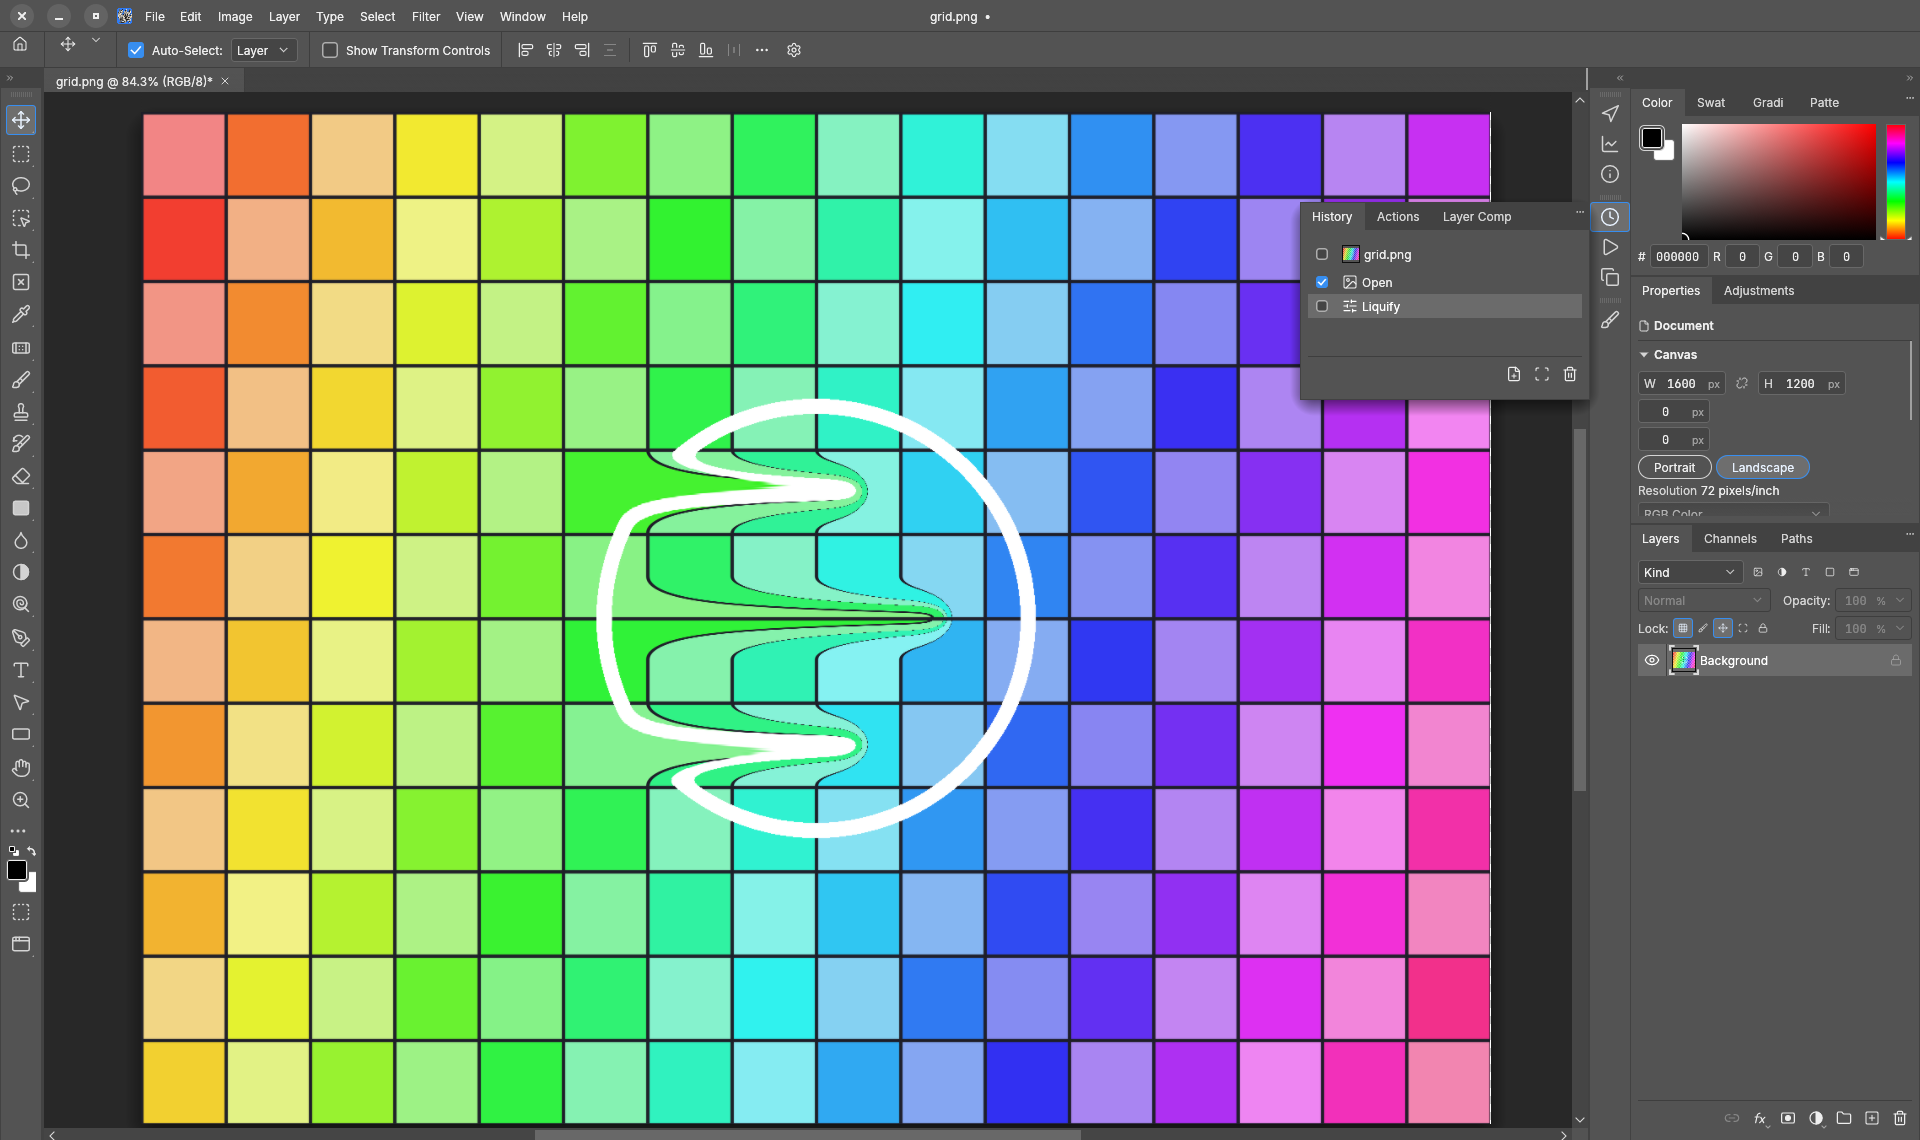 File Edit Image Layer Type Select Filter View Window Help
grid.png •
Auto-Select: Layer Show Transform Controls
grid.png @ 84.3% (RGB/8)*
Color Swat Gradi Patte
# 000000 R 0 G 0 B 0
History Actions Layer Comp
grid.png
Open
Liquify
Properties Adjustments
Document
Canvas
W 1600 px H 1200 px
0 px
0 px
Portrait Landscape
Resolution 72 pixels/inch
RGB Color
Layers Channels Paths
Kind
Normal Opacity: 100 %
Lock: Fill: 100 %
Background